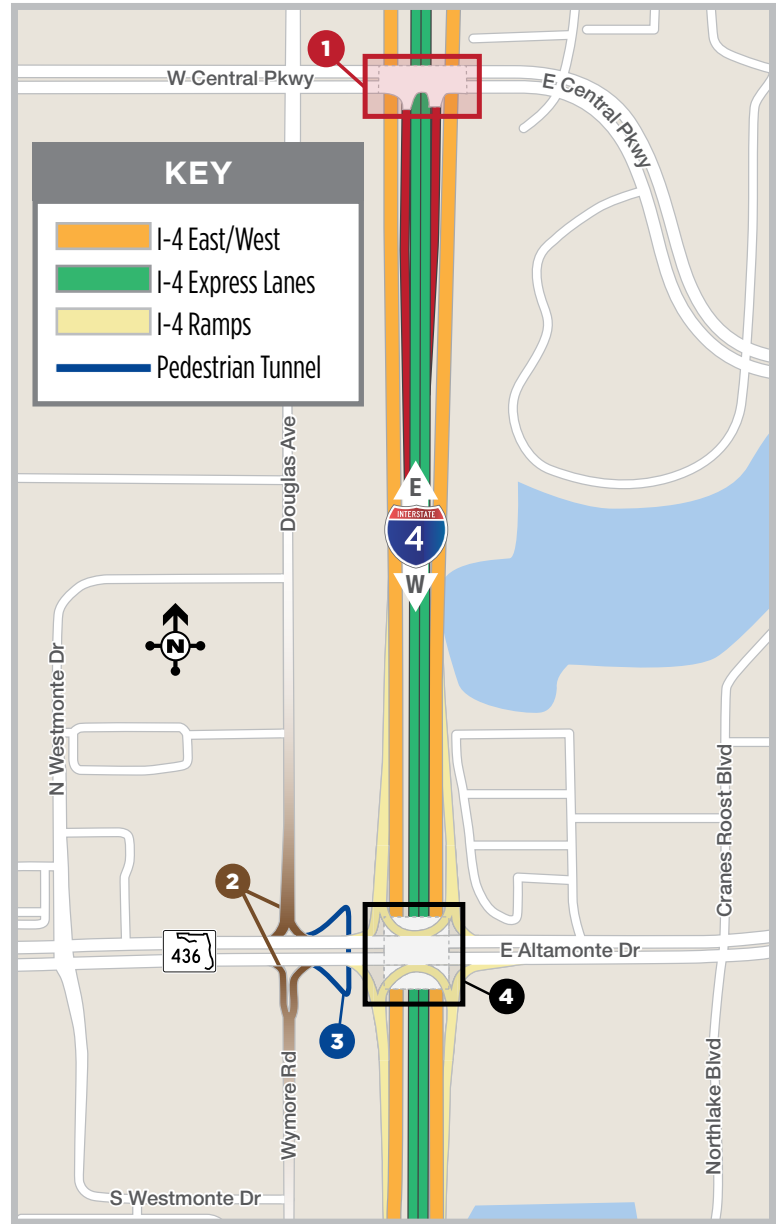 1
W Central Pkwy
E Central Pkwy
KEY
I-4 East/West
I-4 Express Lanes
I-4 Ramps
Pedestrian Tunnel
Douglas Ave
E
INTERSTATE
4
W
N
N Westmonte Dr
Cranes Roost Blvd
2
436
E Altamonte Dr
4
3
Wymore Rd
Northlake Blvd
S Westmonte Dr